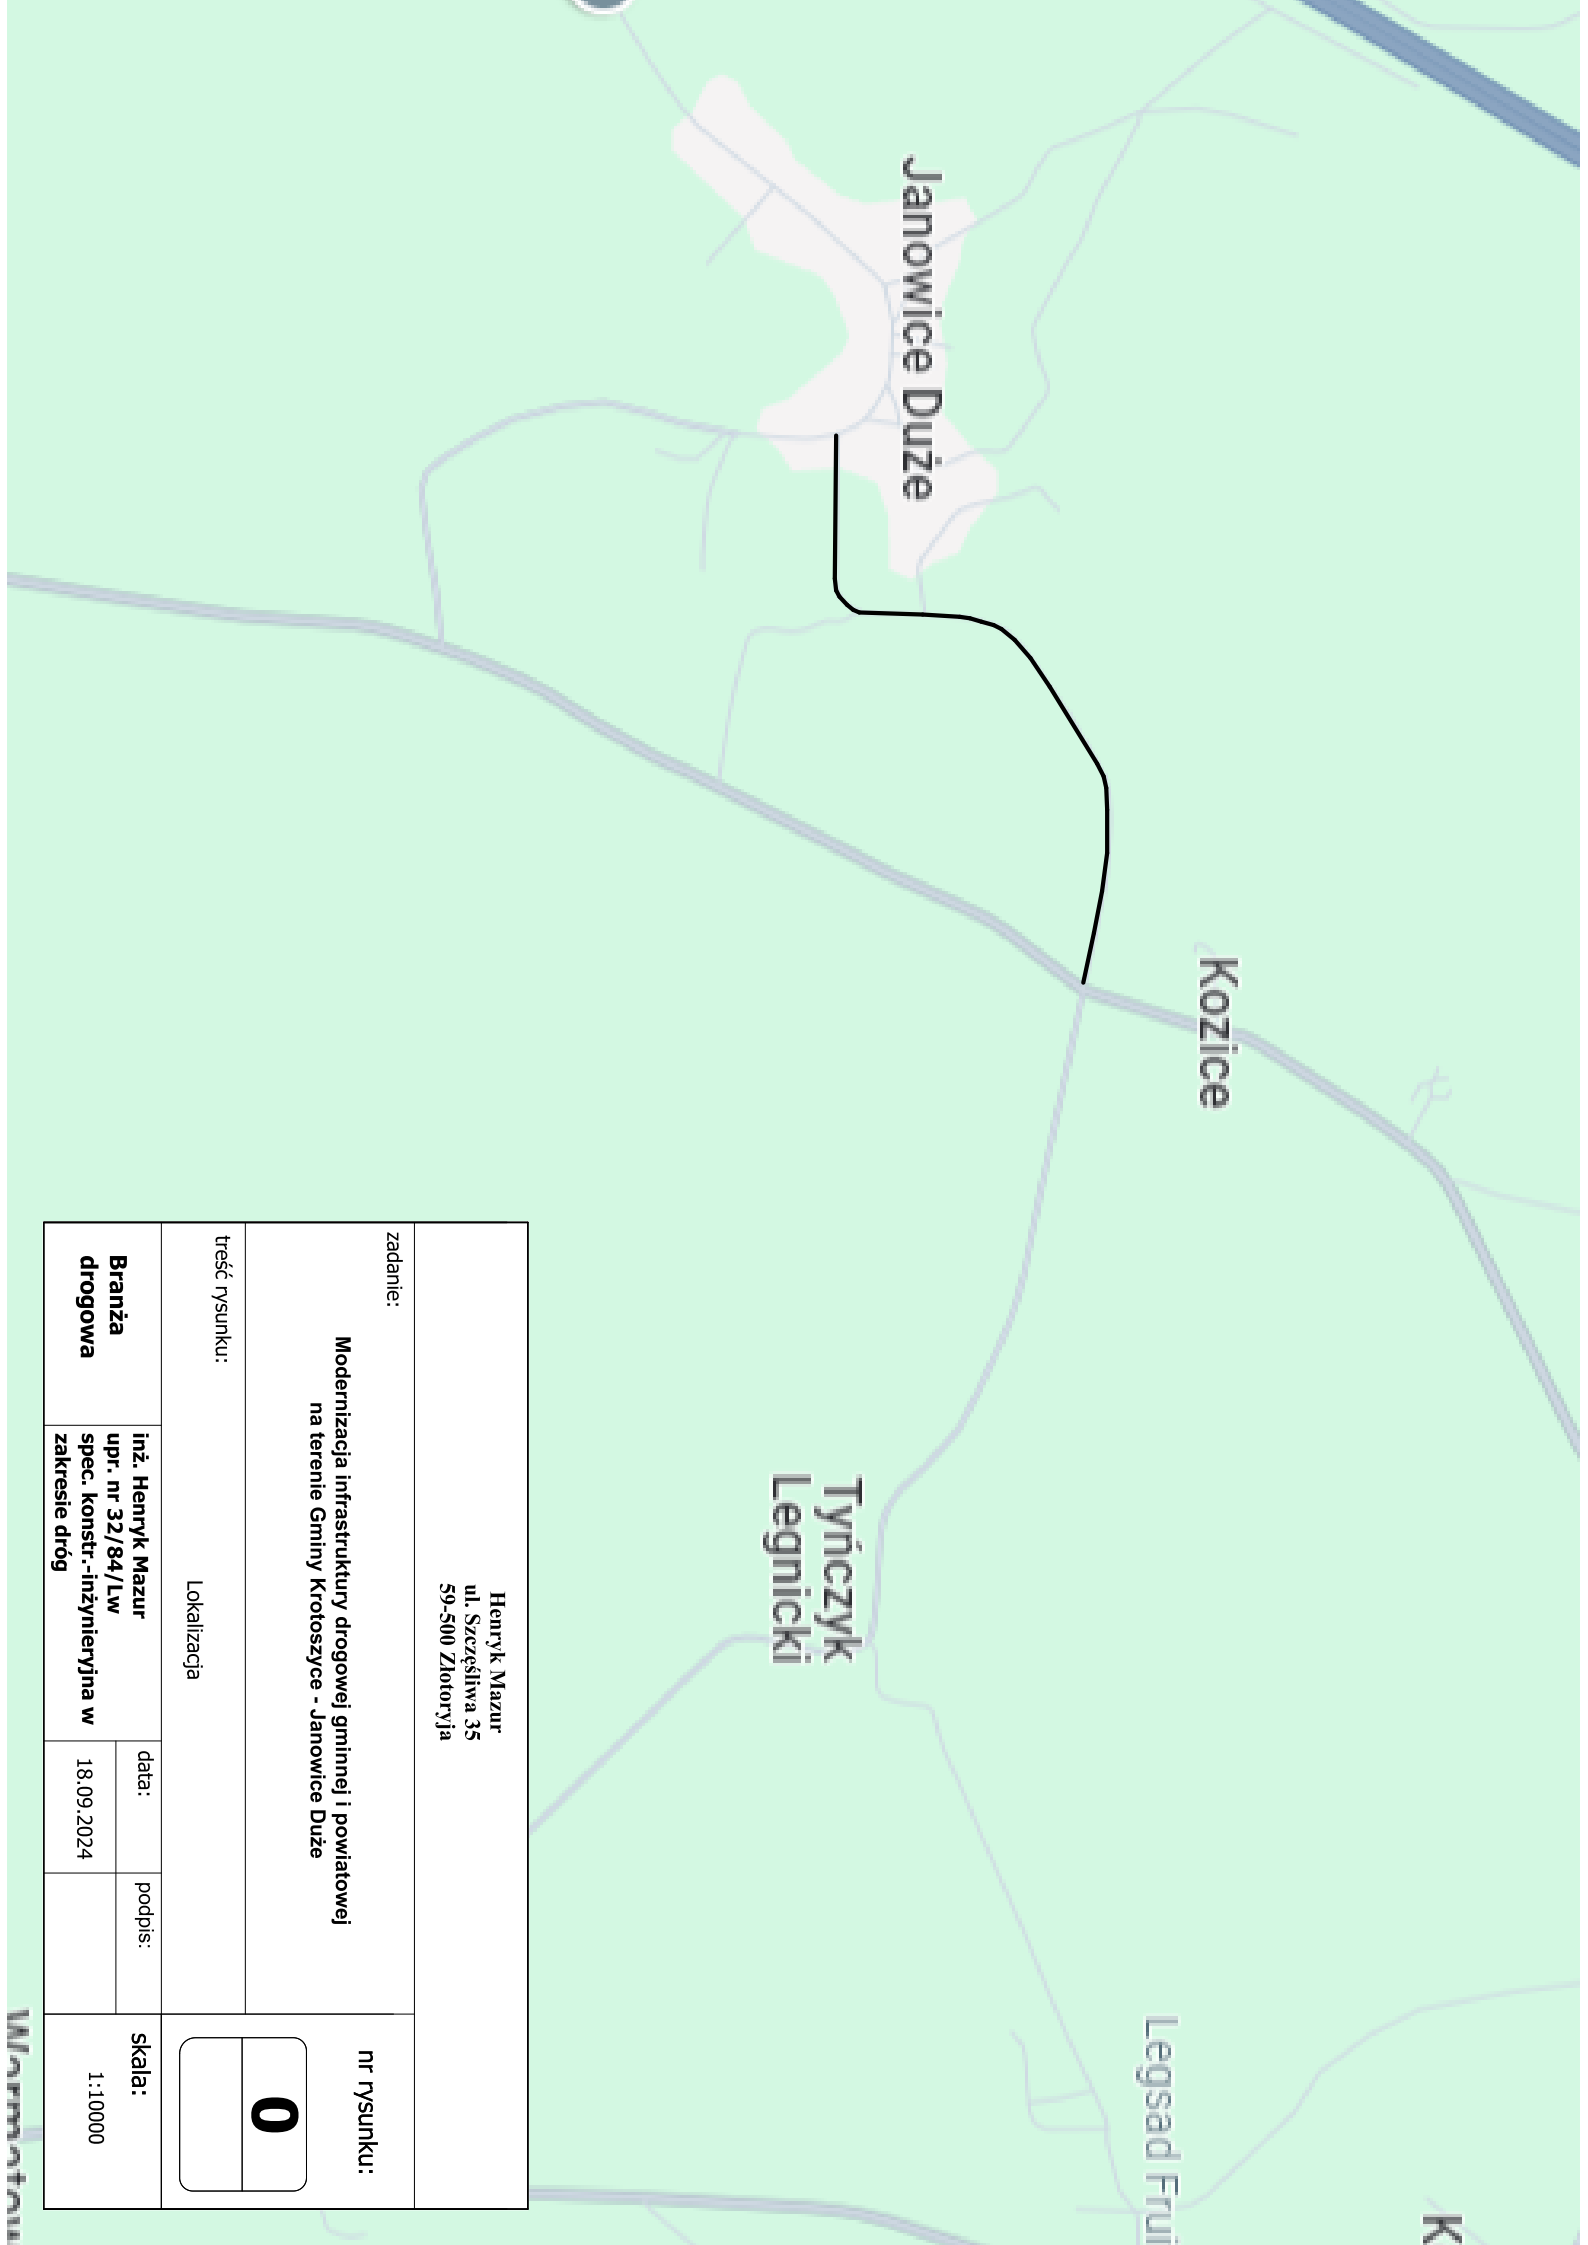 Janowice Duże
Kozice
Tyńczyk
Legnicki
Legsad Frui
K
Henryk Mazur
ul. Szczęśliwa 35
59-500 Złotoryja
zadanie:
Modernizacja infrastruktury drogowej gminnej i powiatowej
na terenie Gminy Krotoszyce - Janowice Duże
nr rysunku:
0
treść rysunku:
Lokalizacja
Branża
drogowa
inż. Henryk Mazur
upr. nr 32/84/Lw
spec. konstr.-inżynieryjna w
zakresie dróg
data:
18.09.2024
podpis:
skala:
1:10000